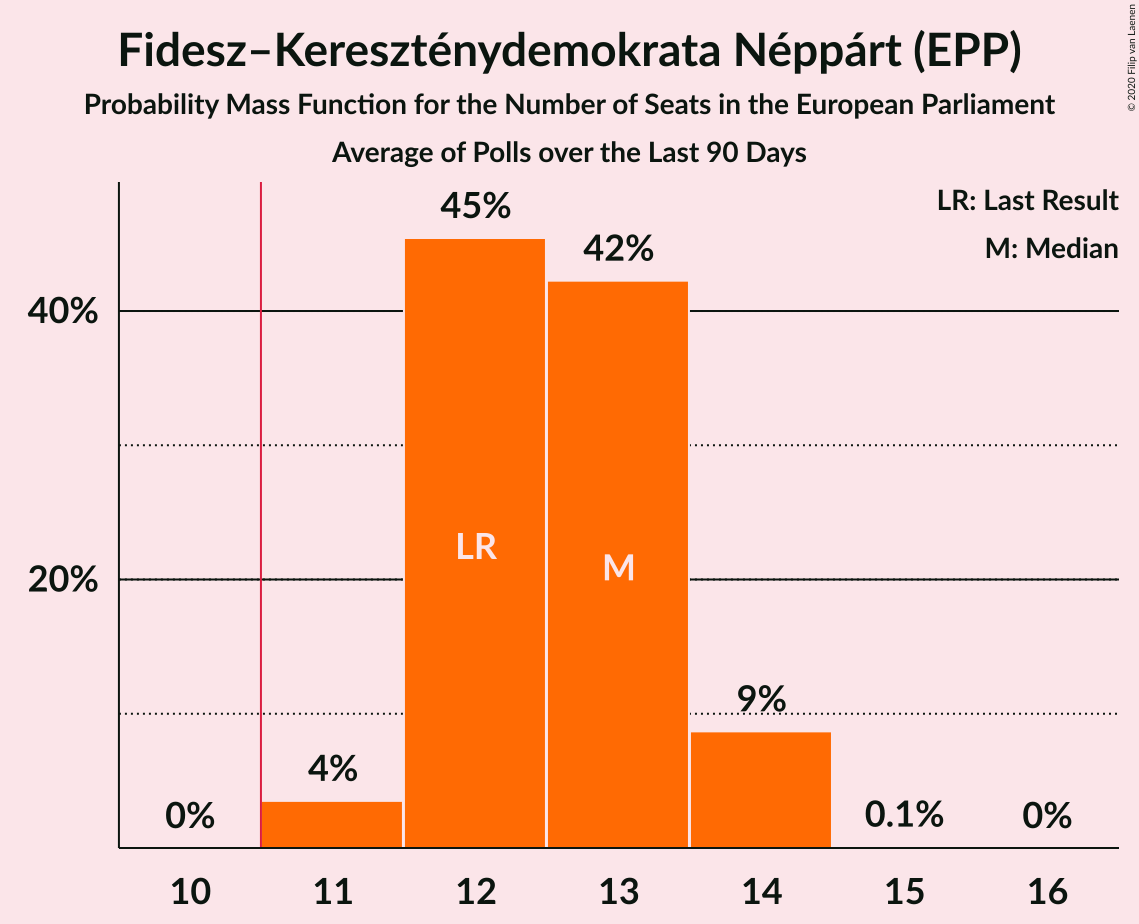 Fidesz–Kereszténydemokrata Néppárt (EPP)
Probability Mass Function for the Number of Seats in the European Parliament
Average of Polls over the Last 90 Days
© 2020 Filip van Laenen
LR: Last Result
M: Median
45%
42%
40%
LR
M
20%
9%
4%
0%
0.1%
0%
10 11 12 13 14 15 16